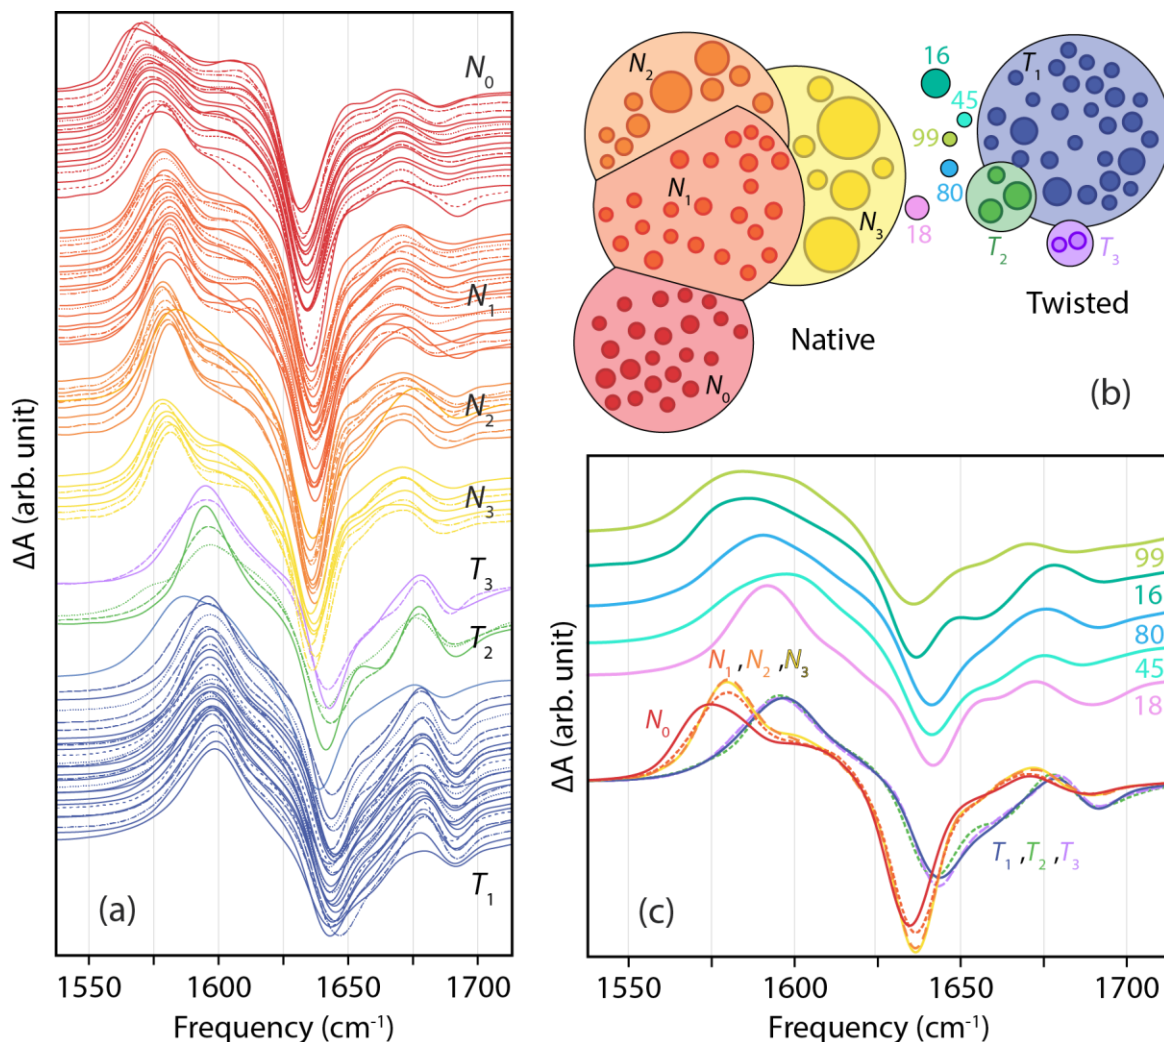 N0
N1
N2
N3
T3
T2
T1
(a)
ΔA (arb. unit)
1550 1600 1650 1700
Frequency (cm-1)
N2
N1
N3
N0
Native
16
45
99
80
18
T1
T2
T3
Twisted
(b)
99
16
80
45
18
N1 , N2 , N3
N0
T1 , T2 , T3
(c)
ΔA (arb. unit)
1550 1600 1650 1700
Frequency (cm-1)